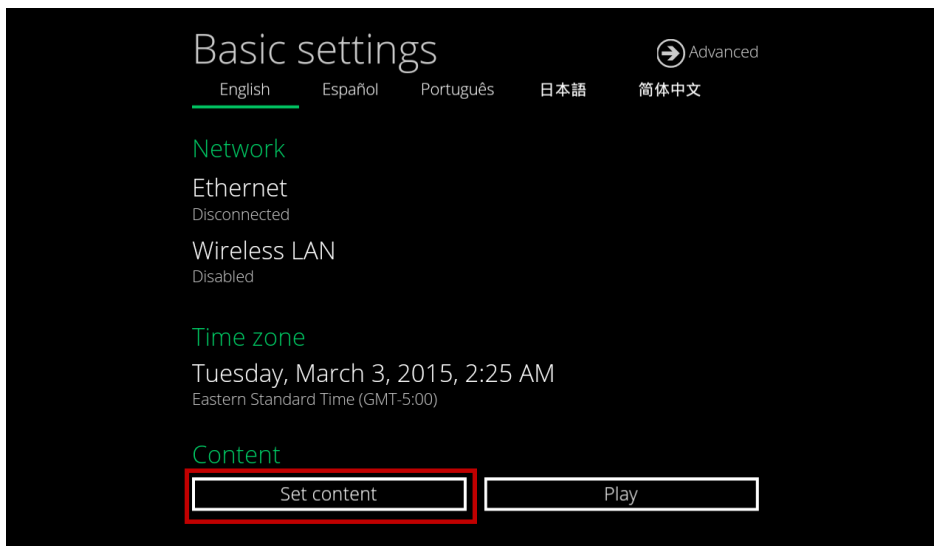 Basic settings
Advanced
English Español Português 日本語 简体中文
Network
Ethernet
Disconnected
Wireless LAN
Disabled
Time zone
Tuesday, March 3, 2015, 2:25 AM
Eastern Standard Time (GMT-5:00)
Content
Set content Play